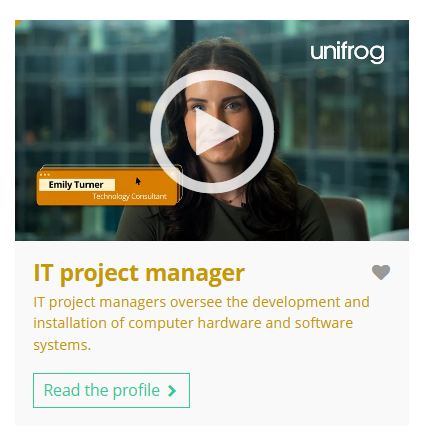 unifrog
Emily Turner
Technology Consultant
IT project manager
IT project managers oversee the development and
installation of computer hardware and software
systems.
Read the profile